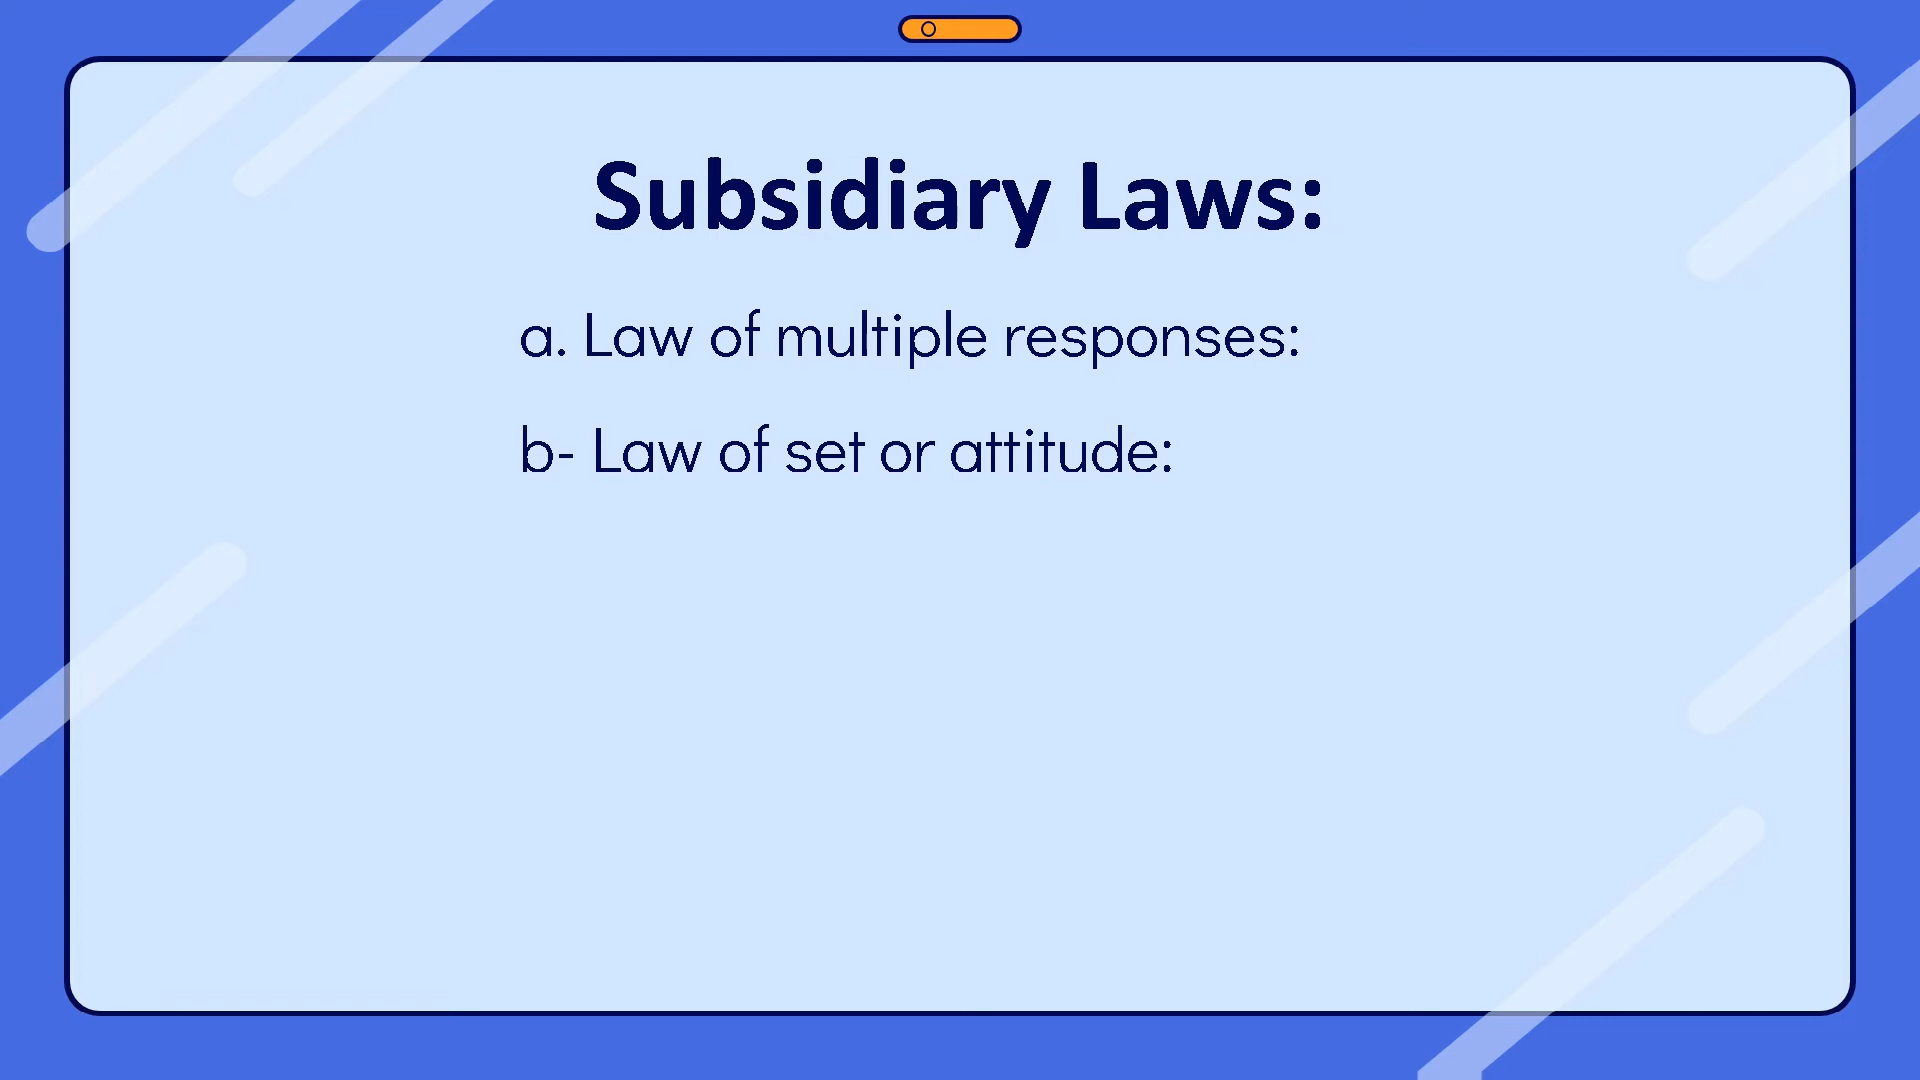 Subsidiary Laws:
a. Law of multiple responses:
b- Law of set or attitude: